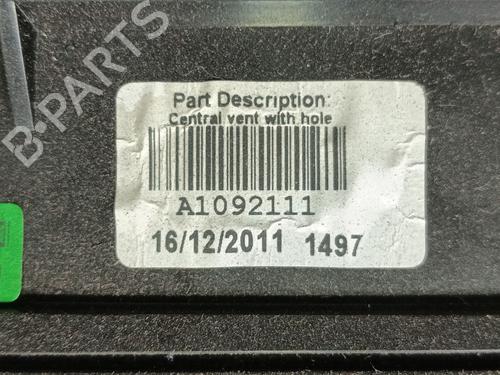 B-PARTS
Part Description:
Central vent with hole
A1092111
16/12/2011 1497